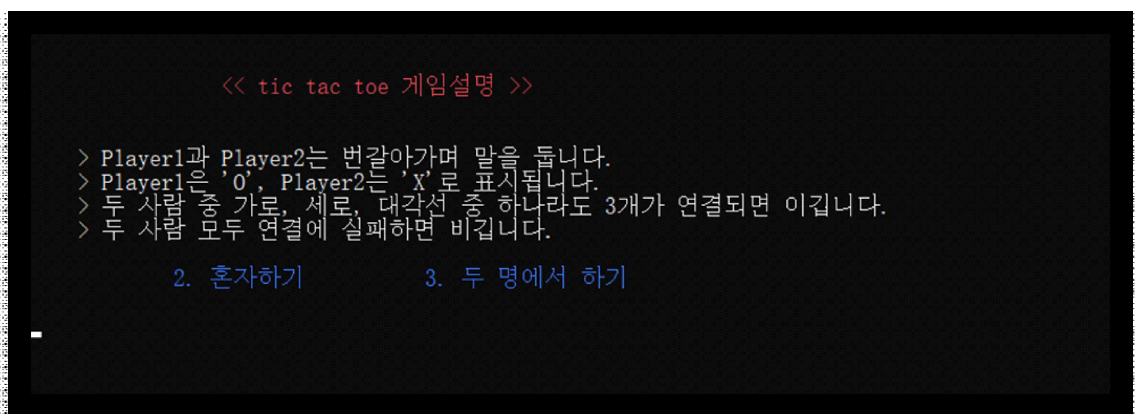 << tic tac toe 게임설명 >>
> Player1과 Player2는 번갈아가며 말을 둡니다.
> Player1은 'O', Player2는 'X'로 표시됩니다.
> 두 사람 중 가로, 세로, 대각선 중 하나라도 3개가 연결되면 이깁니다.
> 두 사람 모두 연결에 실패하면 비깁니다.
2. 혼자하기 3. 두 명에서 하기